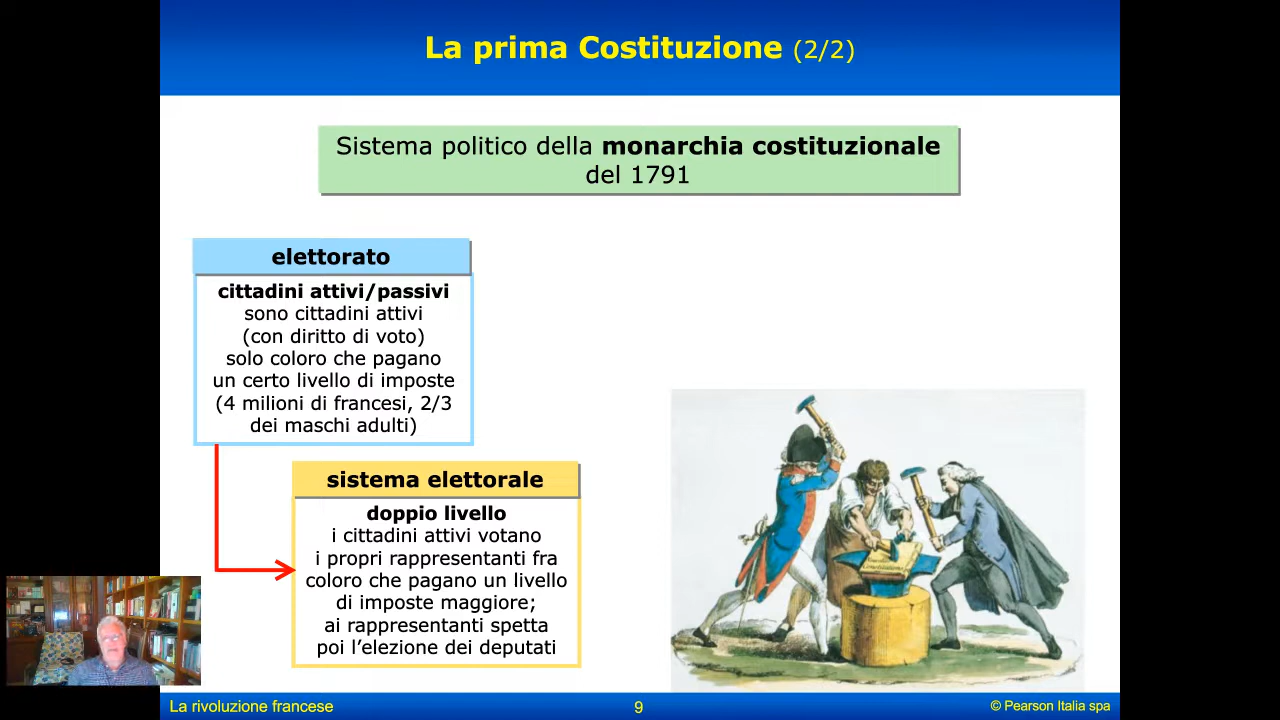 La prima Costituzione (2/2)
Sistema politico della monarchia costituzionale
del 1791
elettorato
cittadini attivi/passivi
sono cittadini attivi
(con diritto di voto)
solo coloro che pagano
un certo livello di imposte
(4 milioni di francesi, 2/3
dei maschi adulti)
sistema elettorale
doppio livello
i cittadini attivi votano
i propri rappresentanti fra
coloro che pagano un livello
di imposte maggiore;
ai rappresentanti spetta
poi l’elezione dei deputati
La rivoluzione francese
9
© Pearson Italia spa